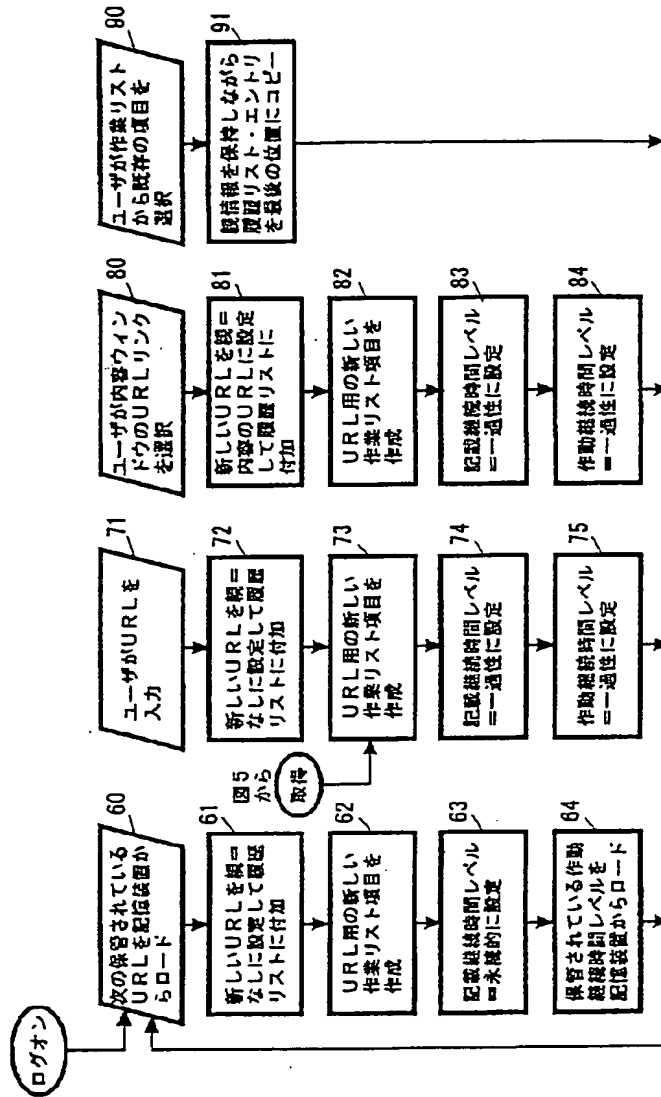 ログオン
60
次の保管されている
URLを記憶装置か
らロード
61
新しいURLを親=
なしに設定して履歴
リストに付加
62
URL用の新しい
作業リスト項目を
作成
63
記載継続時間レベル
=永続的に設定
64
保管されている作動
継続時間レベルを
記憶装置からロード
71
ユーザがURLを
入力
72
新しいURLを親=
なしに設定して履歴
リストに付加
図5
から
取得
73
URL用の新しい
作業リスト項目を
作成
74
記載継続時間レベル
=一過性に設定
75
作動継続時間レベル
=一過性に設定
80
ユーザが内容ウィン
ドウのURLリンク
を選択
81
新しいURLを親=
内容のURLに設定
して履歴リストに
付加
82
URL用の新しい
作業リスト項目を
作成
83
記載継続時間レベル
=一過性に設定
84
作動継続時間レベル
=一過性に設定
80
ユーザが作業リスト
から既存の項目を
選択
91
親情報を保持しながら
履歴リスト・エントリ
を最後の位置にコピー